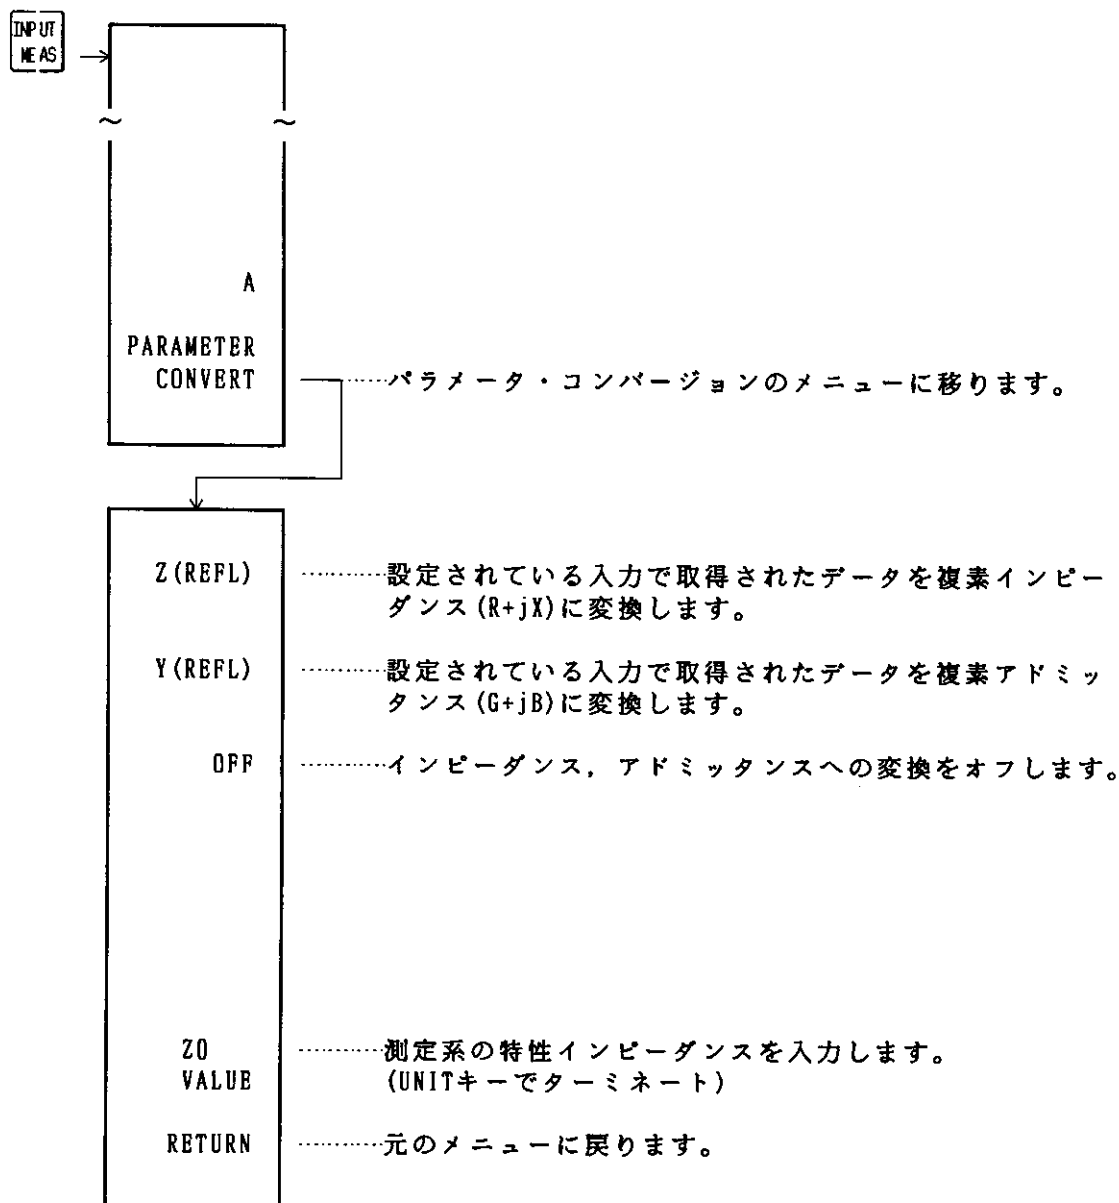 INPUT
MEAS
~ ~
A
PARAMETER
CONVERT ………パラメータ・コンバージョンのメニューに移ります。
Z(REFL) ………設定されている入力で取得されたデータを複素インピー
ダンス(R+jX)に変換します。
Y(REFL) ………設定されている入力で取得されたデータを複素アドミッ
タンス(G+jB)に変換します。
OFF ………インピーダンス，アドミッタンスへの変換をオフします。
Z0 ………測定系の特性インピーダンスを入力します。
VALUE (UNITキーでターミネート)
RETURN ………元のメニューに戻ります。